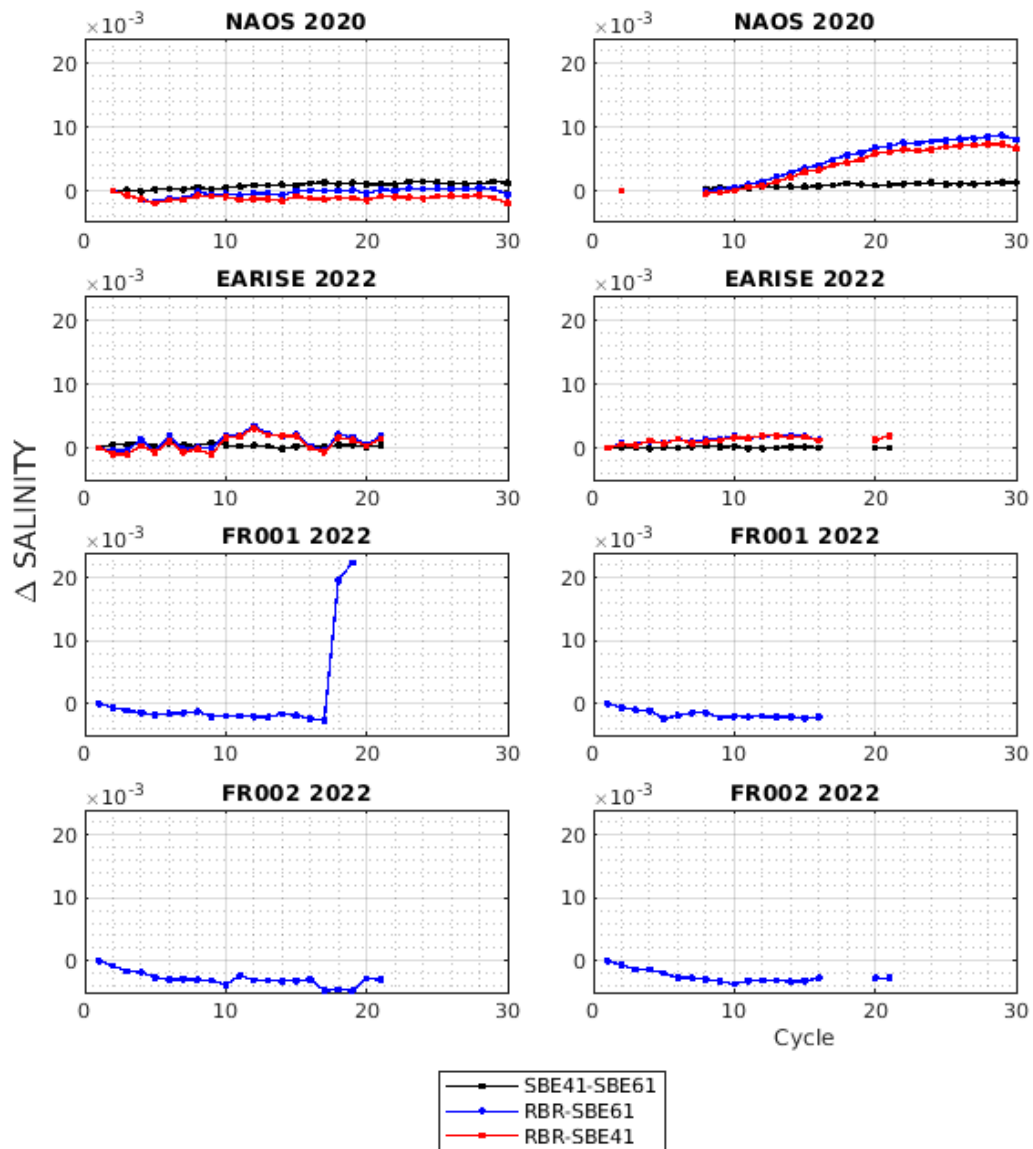 ×10⁻³ NAOS 2020
20
10
0
0 10 20 30
×10⁻³ NAOS 2020
20
10
0
0 10 20 30
×10⁻³ EARISE 2022
20
10
0
0 10 20 30
×10⁻³ EARISE 2022
20
10
0
0 10 20 30
Δ SALINITY
×10⁻³ FR001 2022
20
10
0
0 10 20 30
×10⁻³ FR001 2022
20
10
0
0 10 20 30
×10⁻³ FR002 2022
20
10
0
0 10 20 30
×10⁻³ FR002 2022
20
10
0
0 10 20 30
Cycle
SBE41-SBE61
RBR-SBE61
RBR-SBE41